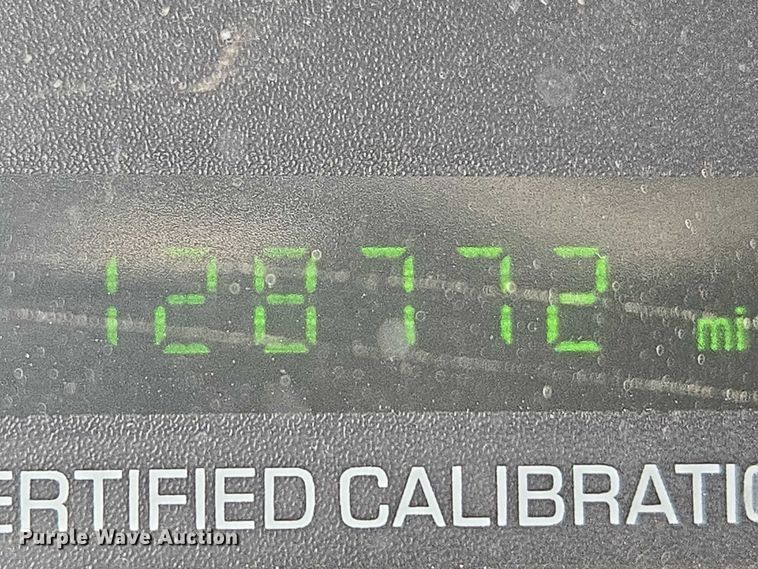 128772 mi
ERTIFIED CALIBRATIO
Purple Wave Auction